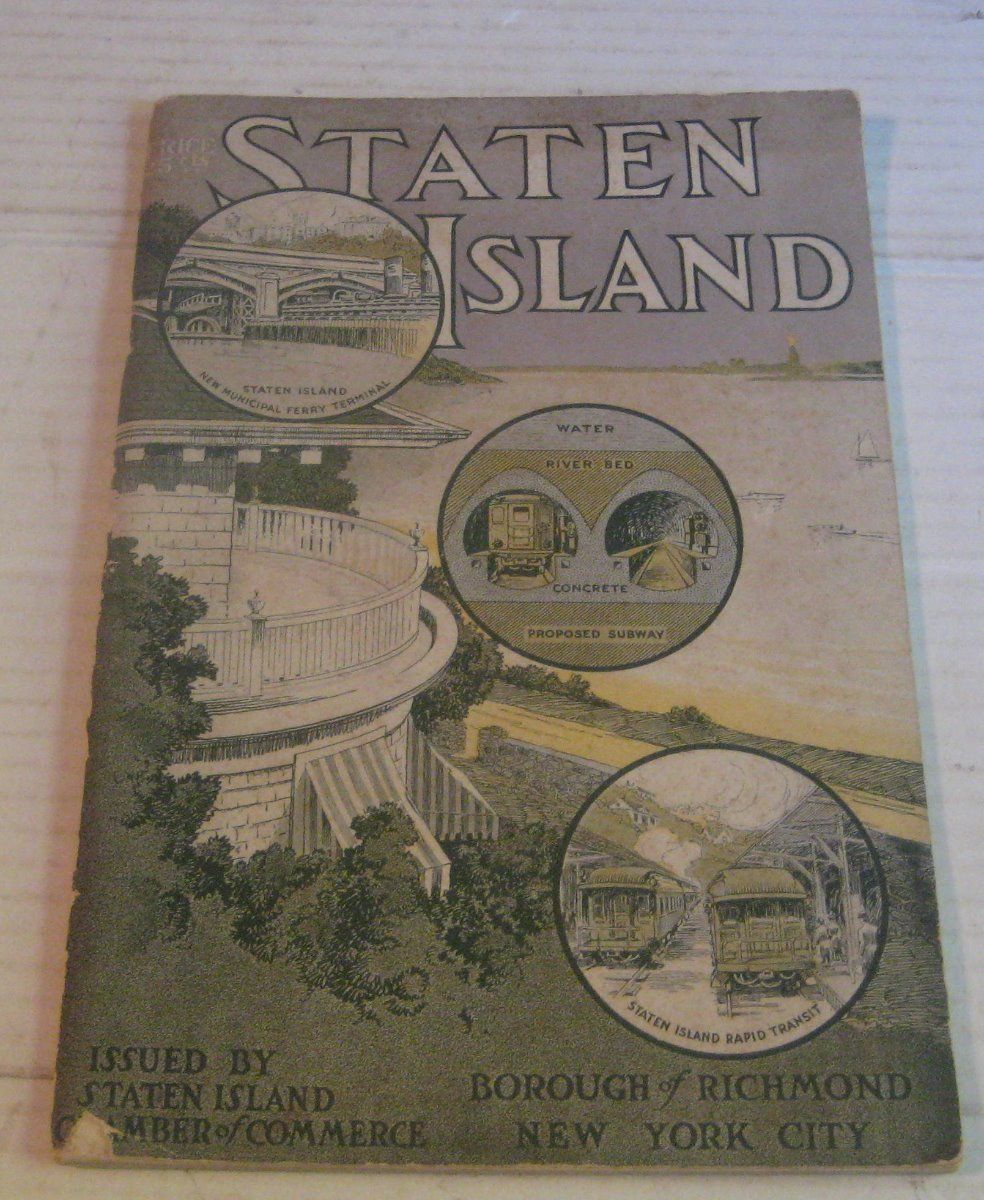 STATEN
ISLAND
STATEN ISLAND
NEW MUNICIPAL FERRY TERMINAL
WATER
RIVER BED
CONCRETE
PROPOSED SUBWAY
STATEN ISLAND RAPID TRANSIT
ISSUED BY
STATEN ISLAND
AMBER of COMMERCE
BOROUGH of RICHMOND
NEW YORK CITY